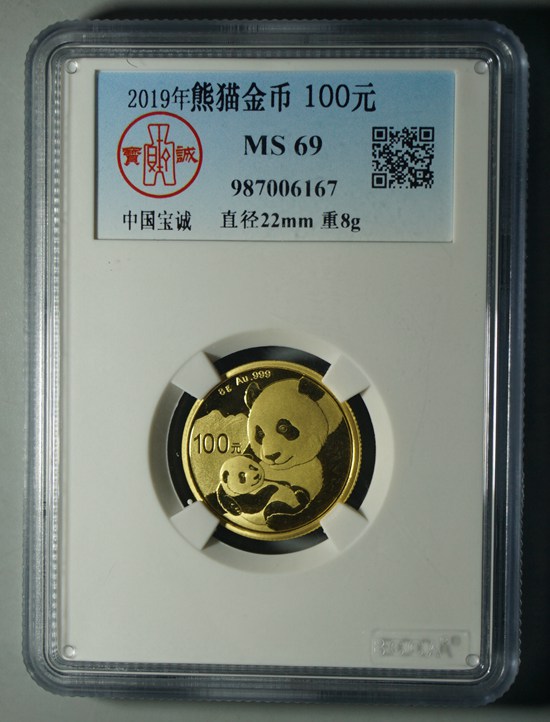 2019年熊猫金币 100元
MS 69
寶誠
987006167
中国宝诚 直径22mm 重8g
8g Au.999
100元